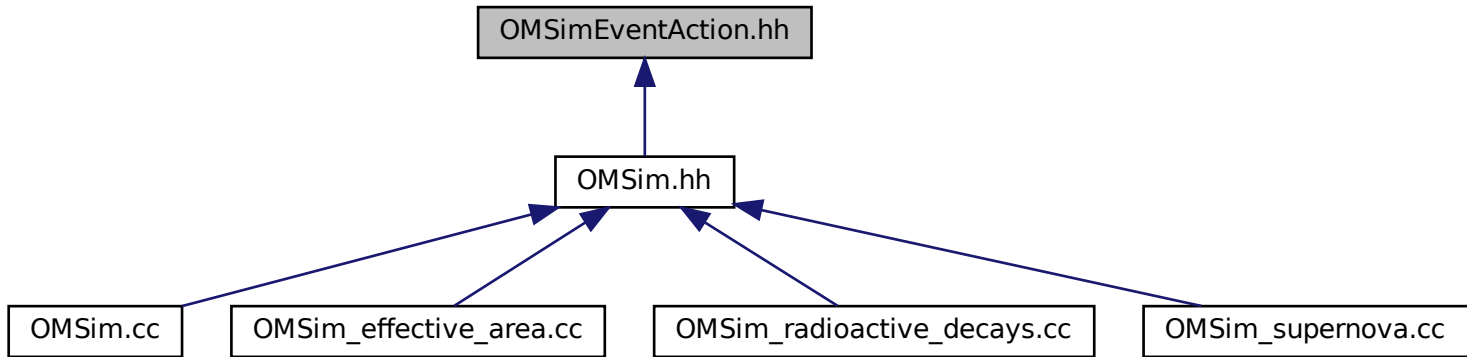 OMSimEventAction.hh
OMSim.hh
OMSim.cc
OMSim_effective_area.cc
OMSim_radioactive_decays.cc
OMSim_supernova.cc